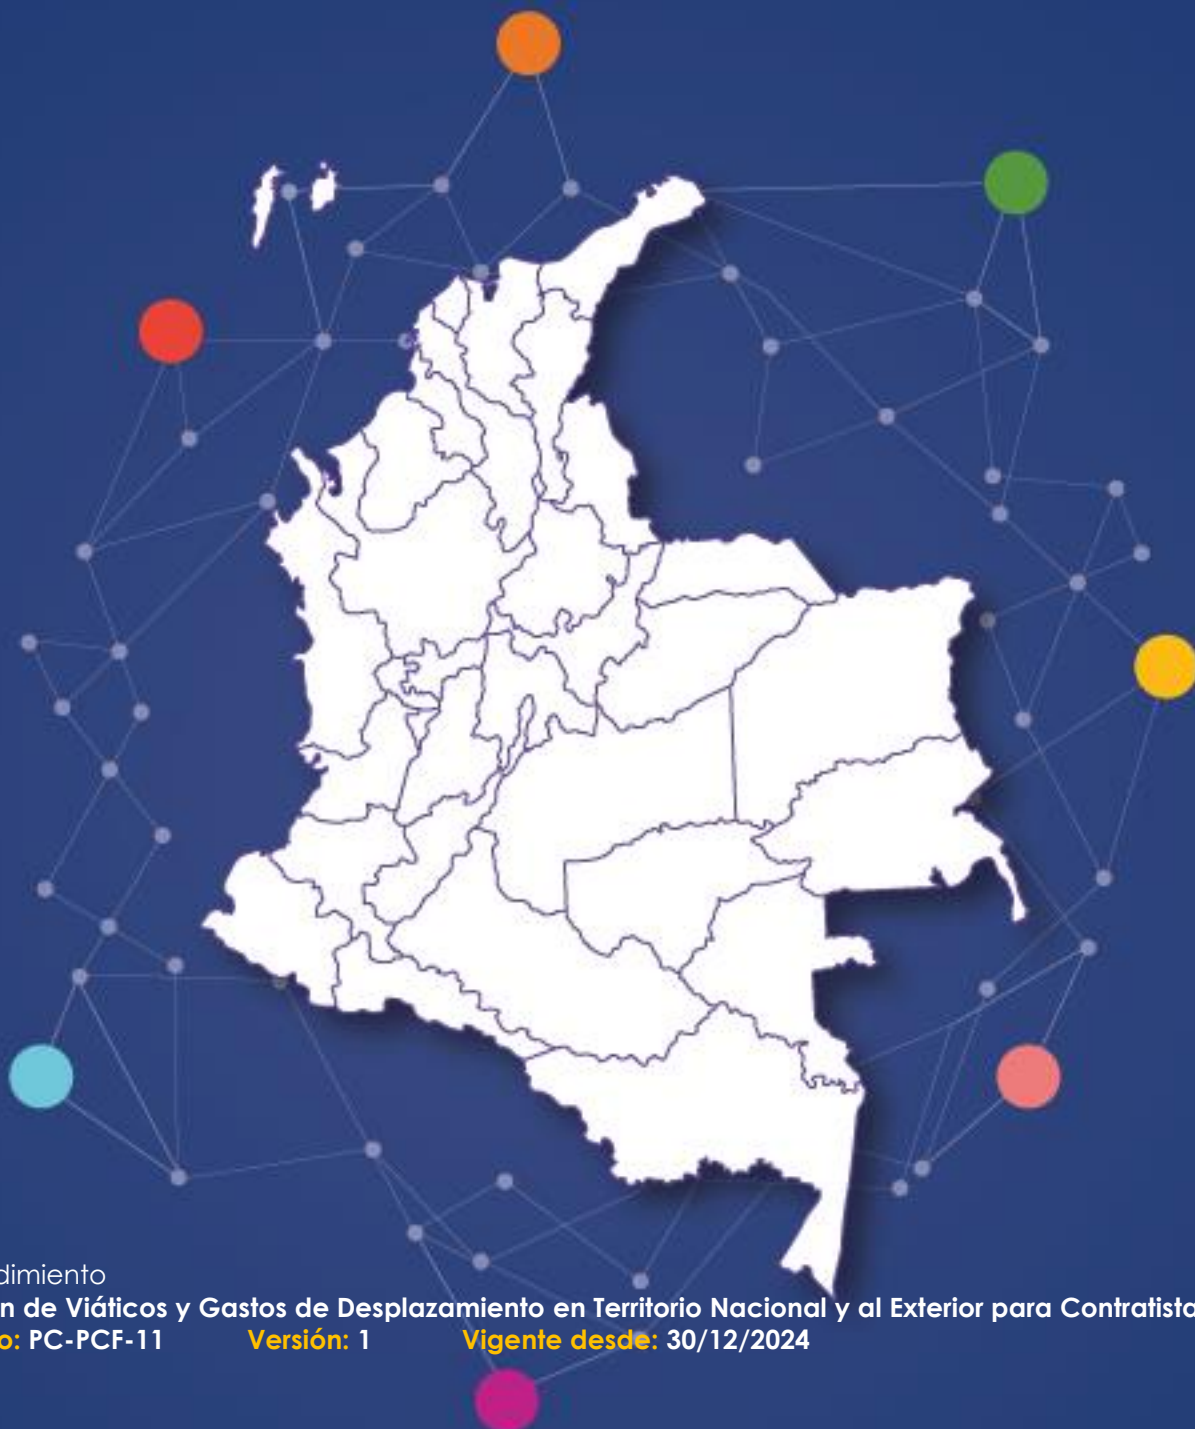 dimiento
n de Viáticos y Gastos de Desplazamiento en Territorio Nacional y al Exterior para Contratista
o: PC-PCF-11 Versión: 1 Vigente desde: 30/12/2024